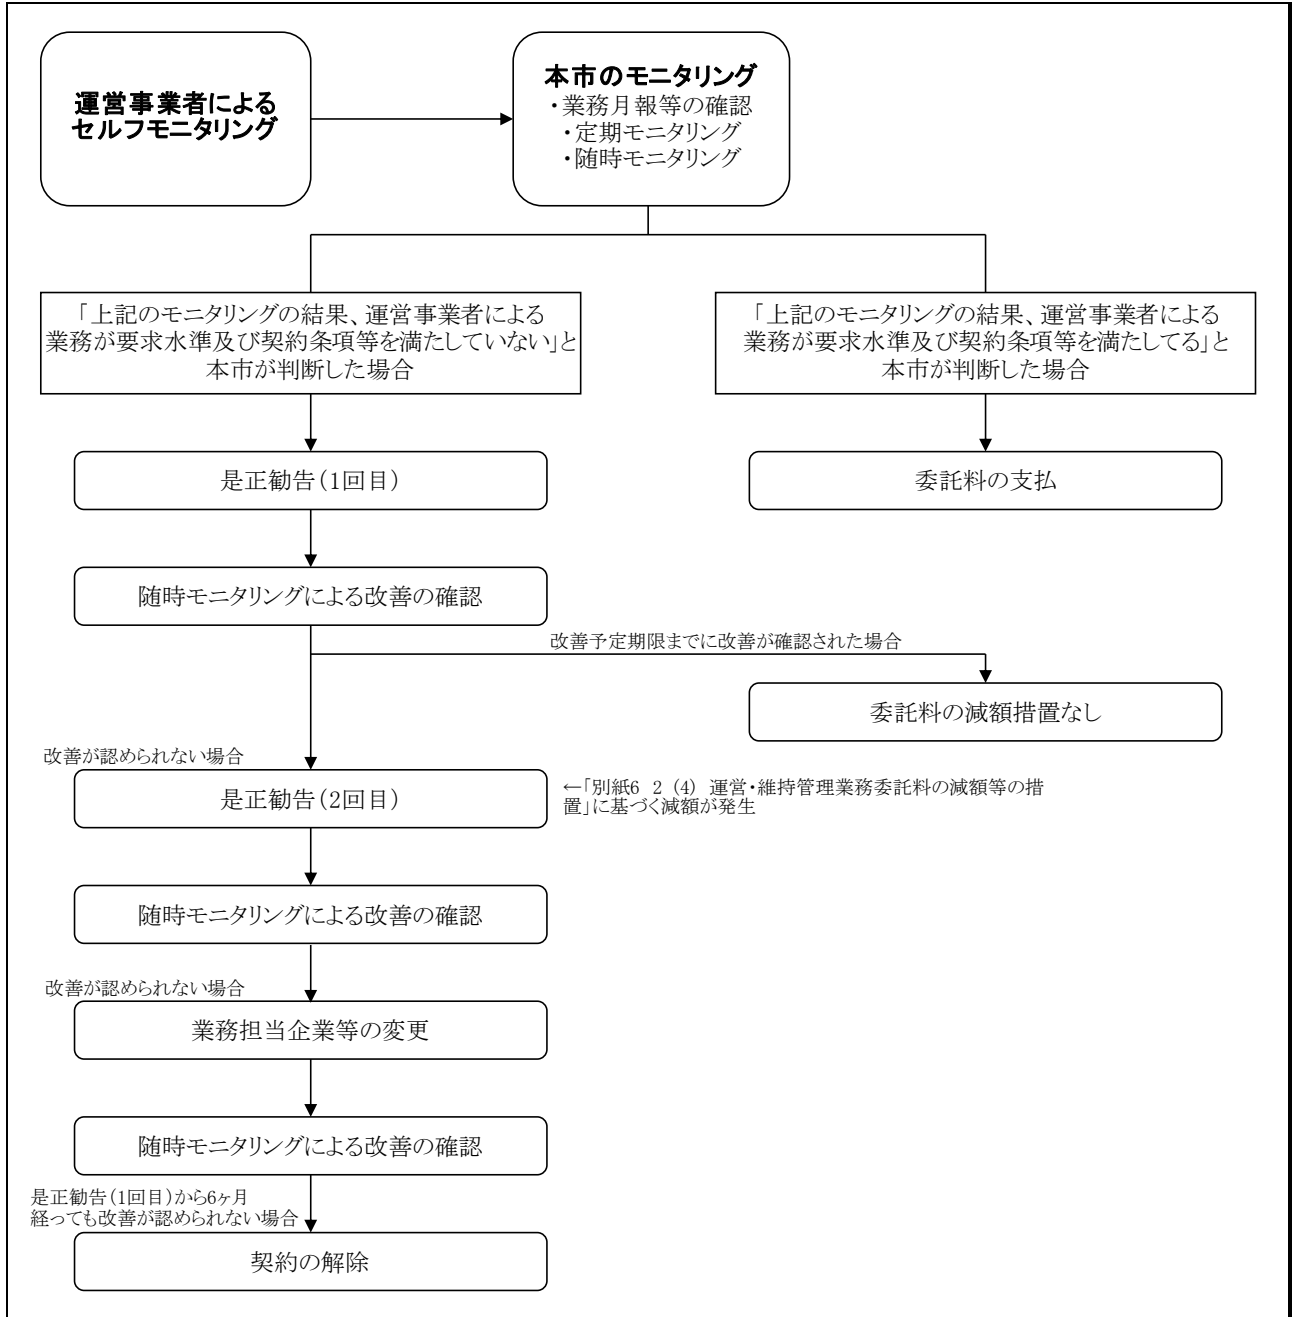 運営事業者による
セルフモニタリング
本市のモニタリング
・業務月報等の確認
・定期モニタリング
・随時モニタリング
「上記のモニタリングの結果、運営事業者による
業務が要求水準及び契約条項等を満たしていない」と
本市が判断した場合
「上記のモニタリングの結果、運営事業者による
業務が要求水準及び契約条項等を満たしてる」と
本市が判断した場合
是正勧告(1回目)
委託料の支払
随時モニタリングによる改善の確認
改善予定期限までに改善が確認された場合
委託料の減額措置なし
改善が認められない場合
是正勧告(2回目)
←「別紙6 2 (4) 運営・維持管理業務委託料の減額等の措
置」に基づく減額が発生
随時モニタリングによる改善の確認
改善が認められない場合
業務担当企業等の変更
随時モニタリングによる改善の確認
是正勧告(1回目)から6ヶ月
経っても改善が認められない場合
契約の解除